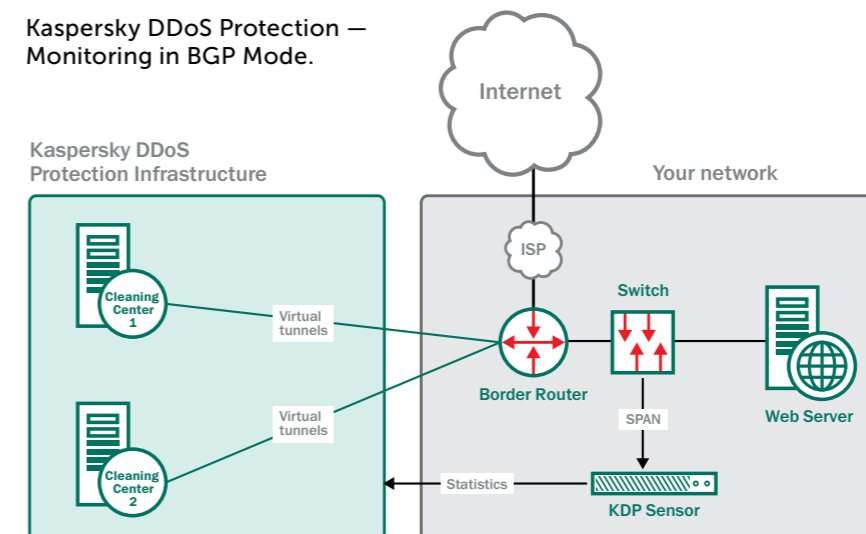 Kaspersky DDoS Protection —
Monitoring in BGP Mode.
Internet
Kaspersky DDoS
Protection Infrastructure
Your network
ISP
Cleaning
Center
1
Virtual
tunnels
Switch
Border Router
Web Server
Virtual
tunnels
SPAN
Cleaning
Center
2
Statistics
KDP Sensor